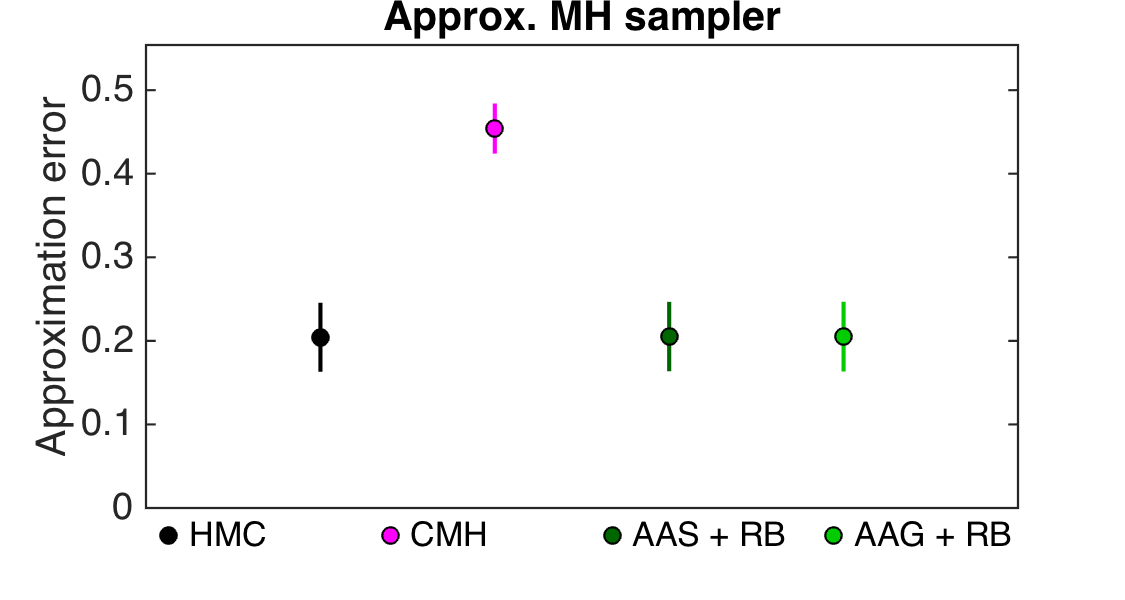 Approx. MH sampler
Approximation error
0.5
0.4
0.3
0.2
0.1
0
HMC CMH AAS + RB AAG + RB